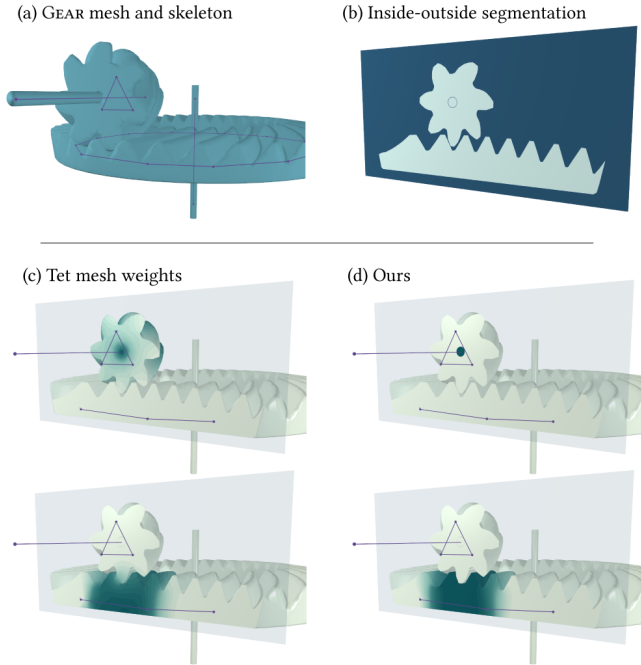 (a) GEAR mesh and skeleton
(b) Inside-outside segmentation
(c) Tet mesh weights
(d) Ours